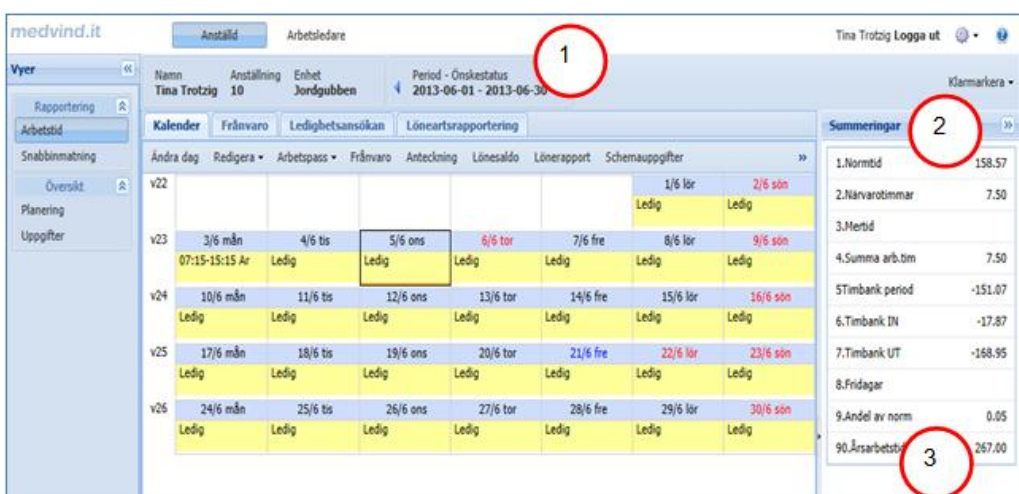 medvind.it
Anställd Arbetsledare
Tina Trotzig Logga ut
1
Vyer
Rapportering
Arbetstid
Snabbinmatning
Översikt
Planering
Uppgifter
Namn Anställning Enhet Period - Önskestatus
Tina Trotzig 10 Jordgubben 2013-06-01 - 2013-06-30
Klarmarkera
Kalender Frånvaro Ledighetsansökan Löneartsrapportering
Ändra dag Redigera Arbetspass Frånvaro Anteckning Lönesaldo Lönerapport Schemauppgifter »
v22 1/6 lör 2/6 sön
Ledig Ledig
v23 3/6 mån 4/6 tis 5/6 ons 6/6 tor 7/6 fre 8/6 lör 9/6 sön
07:15-15:15 Ar Ledig Ledig Ledig Ledig Ledig Ledig
v24 10/6 mån 11/6 tis 12/6 ons 13/6 tor 14/6 fre 15/6 lör 16/6 sön
Ledig Ledig Ledig Ledig Ledig Ledig Ledig
v25 17/6 mån 18/6 tis 19/6 ons 20/6 tor 21/6 fre 22/6 lör 23/6 sön
Ledig Ledig Ledig Ledig Ledig Ledig Ledig
v26 24/6 mån 25/6 tis 26/6 ons 27/6 tor 28/6 fre 29/6 lör 30/6 sön
Ledig Ledig Ledig Ledig Ledig Ledig Ledig
Summeringar 2
1.Normtid 158.57
2.Närvarotimmar 7.50
3.Mertid
4.Summa arb.tim 7.50
5Timbank period -151.07
6.Timbank IN -17.87
7.Timbank UT -168.95
8.Fridagar
9.Andel av norm 0.05
90.Årsarbetstid 267.00
3